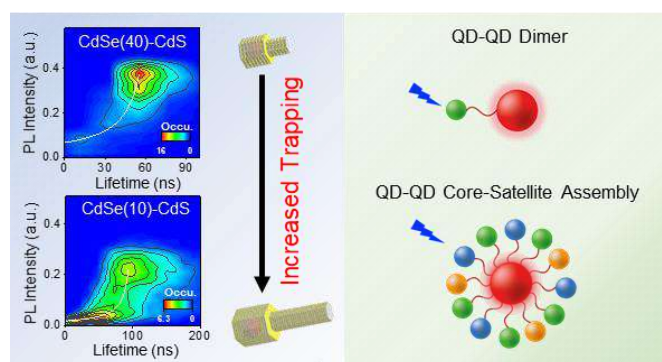 CdSe(40)-CdS
PL Intensity (a.u.)
0.4
0.2
0.0
Occu.
16 0
0 30 60 90
Lifetime (ns)
CdSe(10)-CdS
PL Intensity (a.u.)
0.4
0.2
0.0
Occu.
6.3 0
0 100 200
Lifetime (ns)
Increased Trapping
QD-QD Dimer
QD-QD Core-Satellite Assembly